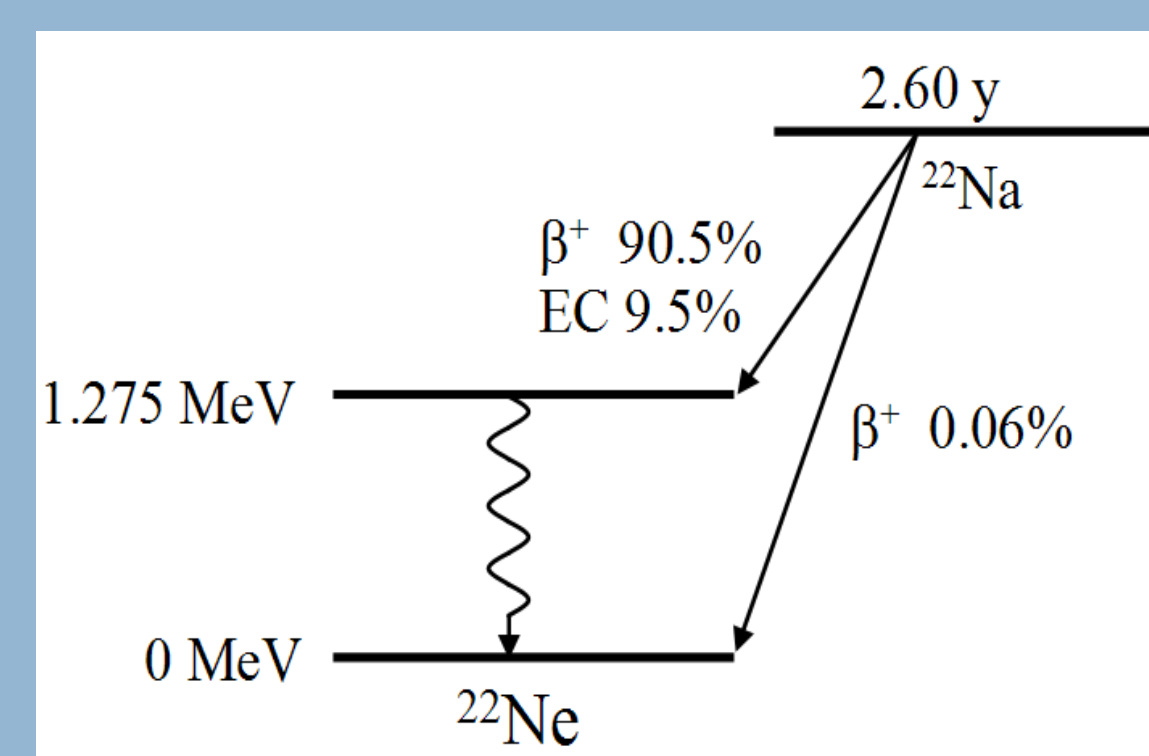 2.60 y
²²Na
β⁺ 90.5%
EC 9.5%
1.275 MeV
β⁺ 0.06%
0 MeV
²²Ne